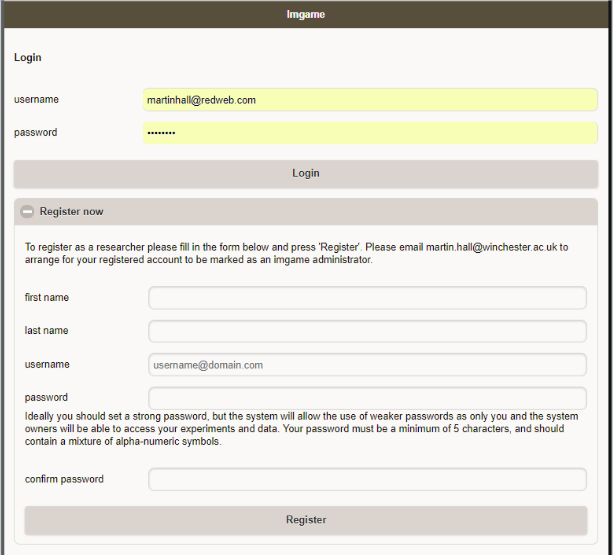 Imgame
Login
username
martinhall@redweb.com
password
••••••••
Login
Register now
To register as a researcher please fill in the form below and press 'Register'. Please email martin.hall@winchester.ac.uk to
arrange for your registered account to be marked as an imgame administrator.
first name
last name
username
username@domain.com
password
Ideally you should set a strong password, but the system will allow the use of weaker passwords as only you and the system
owners will be able to access your experiments and data. Your password must be a minimum of 5 characters, and should
contain a mixture of alpha-numeric symbols.
confirm password
Register